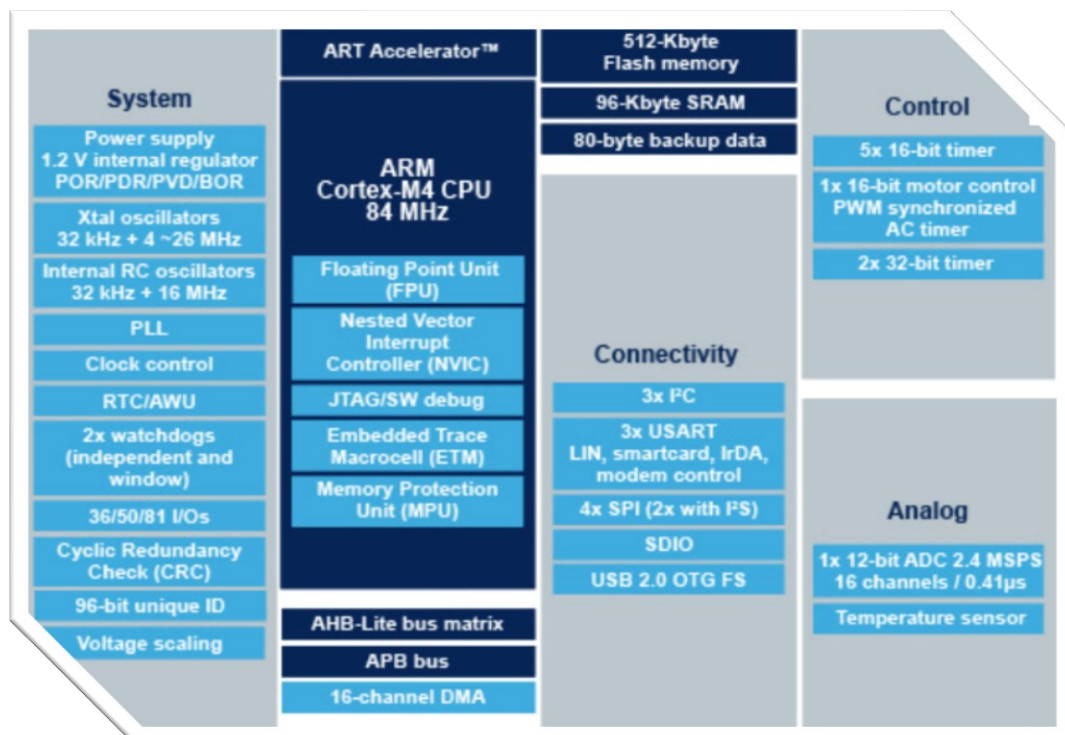 System
Power supply
1.2 V internal regulator
POR/PDR/PVD/BOR
Xtal oscillators
32 kHz + 4 ~26 MHz
Internal RC oscillators
32 kHz + 16 MHz
PLL
Clock control
RTC/AWU
2x watchdogs
(independent and
window)
36/50/81 I/Os
Cyclic Redundancy
Check (CRC)
96-bit unique ID
Voltage scaling
ART Accelerator™
ARM
Cortex-M4 CPU
84 MHz
Floating Point Unit
(FPU)
Nested Vector
Interrupt
Controller (NVIC)
JTAG/SW debug
Embedded Trace
Macrocell (ETM)
Memory Protection
Unit (MPU)
AHB-Lite bus matrix
APB bus
16-channel DMA
512-Kbyte
Flash memory
96-Kbyte SRAM
80-byte backup data
Connectivity
3x I²C
3x USART
LIN, smartcard, IrDA,
modem control
4x SPI (2x with I²S)
SDIO
USB 2.0 OTG FS
Control
5x 16-bit timer
1x 16-bit motor control
PWM synchronized
AC timer
2x 32-bit timer
Analog
1x 12-bit ADC 2.4 MSPS
16 channels / 0.41µs
Temperature sensor